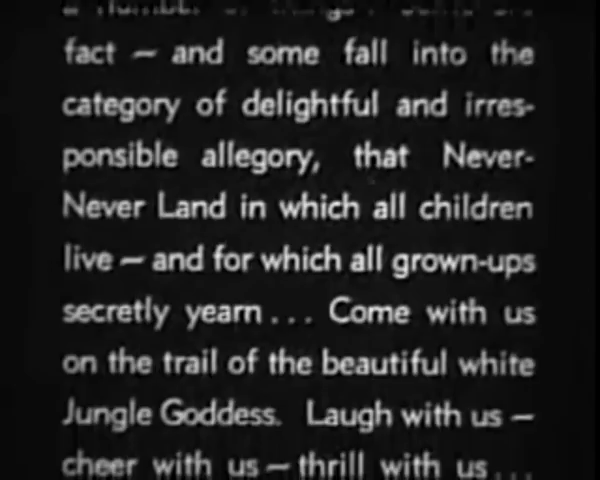 fact — and some fall into the
category of delightful and irres-
ponsible allegory, that Never-
Never Land in which all children
live — and for which all grown-ups
secretly yearn... Come with us
on the trail of the beautiful white
Jungle Goddess. Laugh with us —
cheer with us — thrill with us...